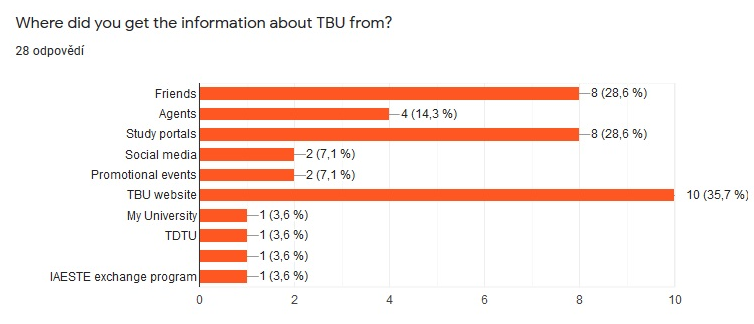 Where did you get the information about TBU from?
28 odpovědí
Friends 8 (28,6 %)
Agents 4 (14,3 %)
Study portals 8 (28,6 %)
Social media 2 (7,1 %)
Promotional events 2 (7,1 %)
TBU website 10 (35,7 %)
My University 1 (3,6 %)
TDTU 1 (3,6 %)
1 (3,6 %)
IAESTE exchange program 1 (3,6 %)
0 2 4 6 8 10